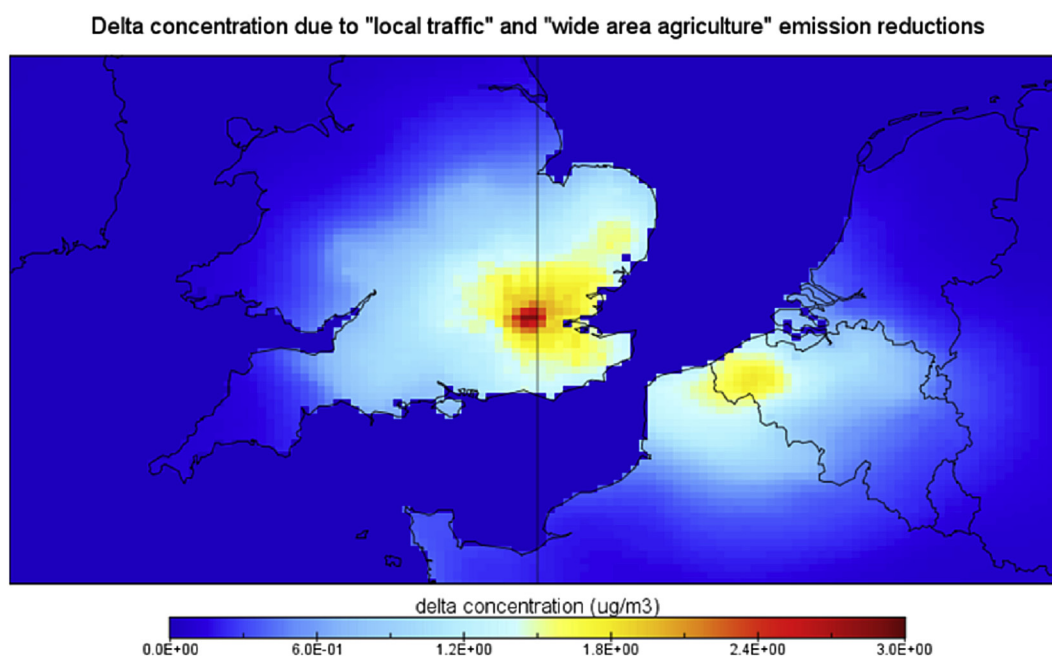 Delta concentration due to "local traffic" and "wide area agriculture" emission reductions
delta concentration (ug/m3)
0.0E+00 6.0E-01 1.2E+00 1.8E+00 2.4E+00 3.0E+00